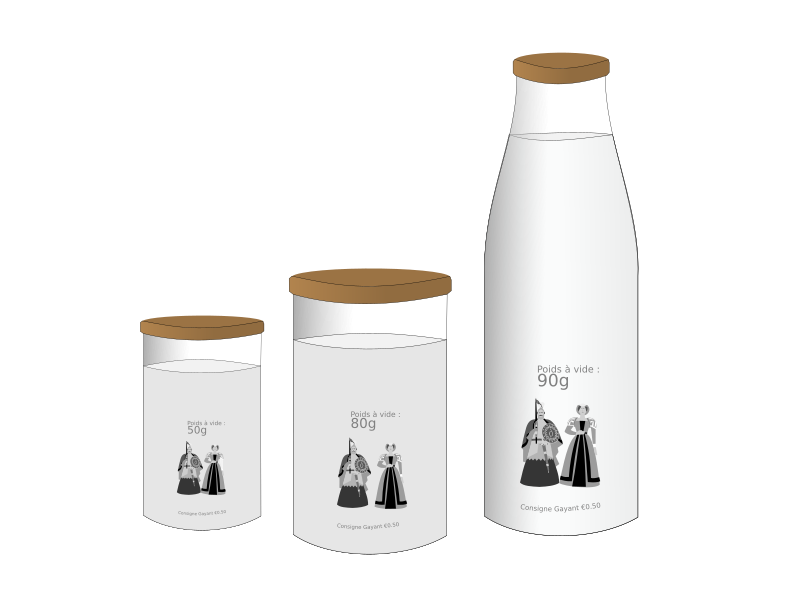 Poids à vide :
50g
Consigne Gayant €0.50
Poids à vide :
80g
Consigne Gayant €0.50
Poids à vide :
90g
Consigne Gayant €0.50